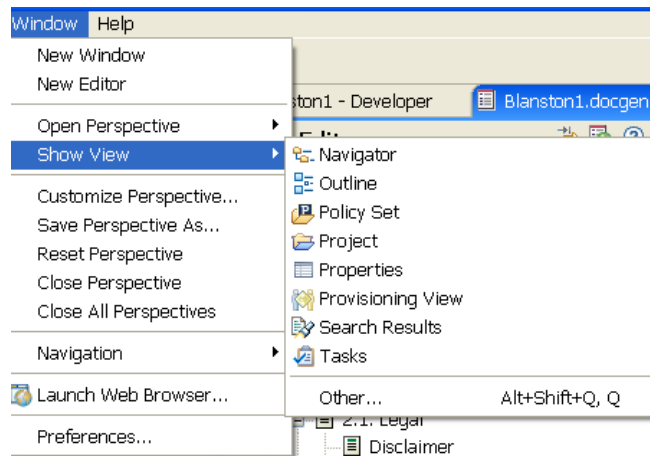 Window Help
New Window
New Editor
ston1 - Developer
Blanston1.docgen
Open Perspective
Show View
Navigator
Outline
Policy Set
Project
Properties
Provisioning View
Search Results
Tasks
Other... Alt+Shift+Q, Q
Customize Perspective...
Save Perspective As...
Reset Perspective
Close Perspective
Close All Perspectives
Navigation
Launch Web Browser...
Preferences...
2.1. Legal
Disclaimer